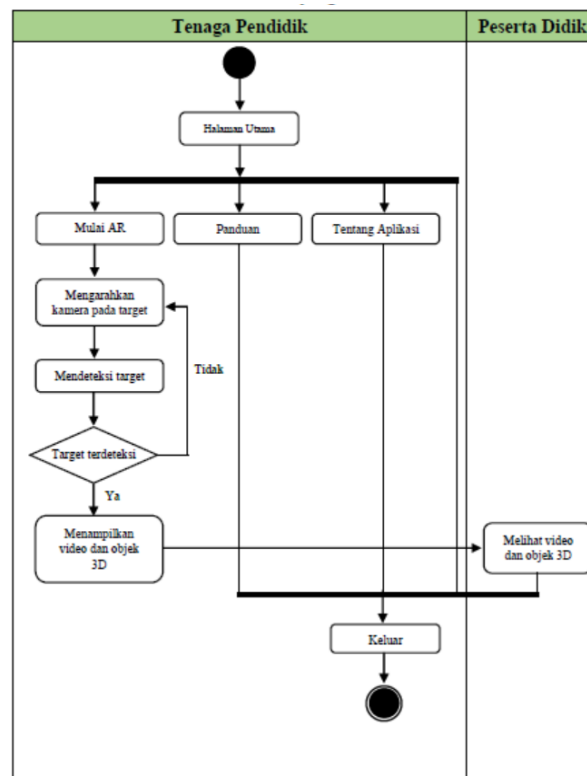 Tenaga Pendidik
Peserta Didik
Halaman Utama
Mulai AR
Panduan
Tentang Aplikasi
Mengarahkan
kamera pada target
Mendeteksi target
Tidak
Target terdeteksi
Ya
Menampilkan
video dan objek
3D
Melihat video
dan objek 3D
Keluar